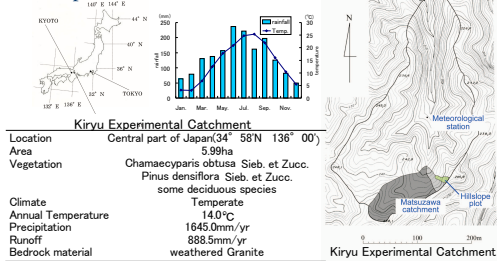 140° E 144° E
KYOTO
44° N
40° N
36° N
32° N
TOKYO
132° E 136° E
(mm)
(℃)
rainfall
Temp.
250
200
150
100
50
0
30
25
20
15
10
5
0
rainfall
temperature
Jan. Mar. May. Jul. Sep. Nov.
Kiryu Experimental Catchment
Location Central part of Japan(34° 58'N 136° 00')
Area 5.99ha
Vegetation Chamaecyparis obtusa Sieb. et Zucc.
Pinus densiflora Sieb. et Zucc.
some deciduous species
Climate Temperate
Annual Temperature 14.0℃
Precipitation 1645.0mm/yr
Runoff 888.5mm/yr
Bedrock material weathered Granite
N
Meteorological
station
Matsuzawa
catchment
Hillslope
plot
0 100 200m
Kiryu Experimental Catchment